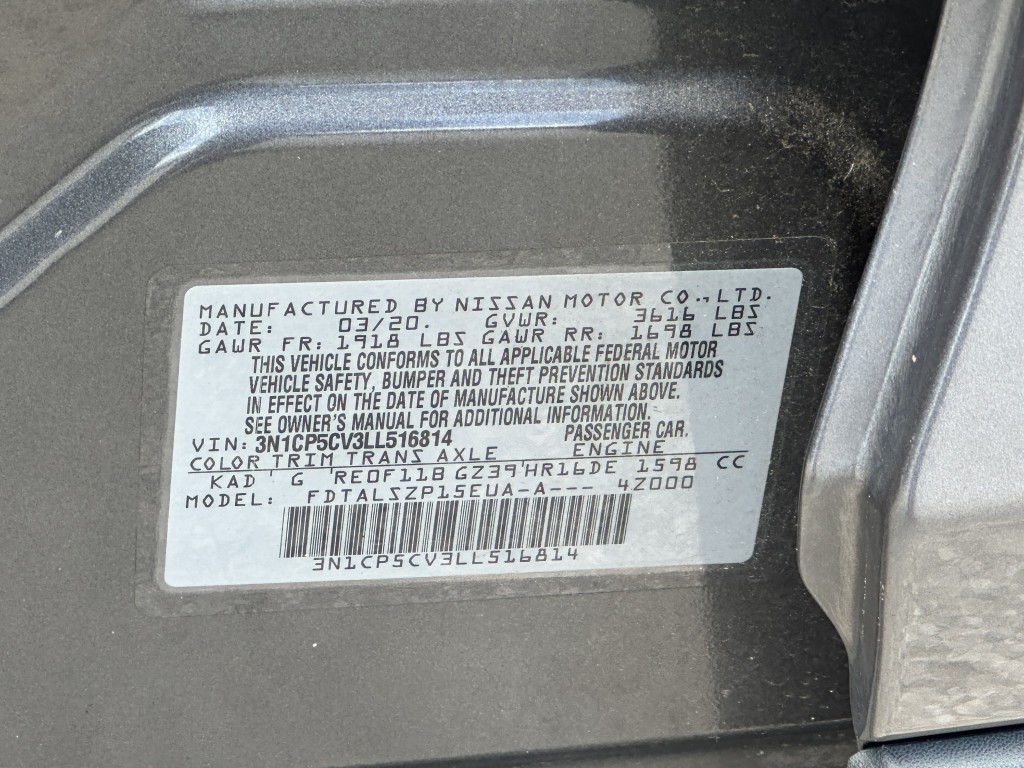 MANUFACTURED BY NISSAN MOTOR CO.,LTD.
DATE: 03/20. GVWR: 3616 LBS
GAWR FR: 1918 LBS GAWR RR: 1698 LBS
THIS VEHICLE CONFORMS TO ALL APPLICABLE FEDERAL MOTOR
VEHICLE SAFETY, BUMPER AND THEFT PREVENTION STANDARDS
IN EFFECT ON THE DATE OF MANUFACTURE SHOWN ABOVE.
SEE OWNER'S MANUAL FOR ADDITIONAL INFORMATION.
VIN: 3N1CP5CV3LL516814 PASSENGER CAR.
COLOR TRIM TRANS AXLE ENGINE
KAD G RE0F11B GZ39 HR16DE 1598 CC
MODEL: FDTALSZP15EUA-A--- 4Z000
3N1CP5CV3LL516814